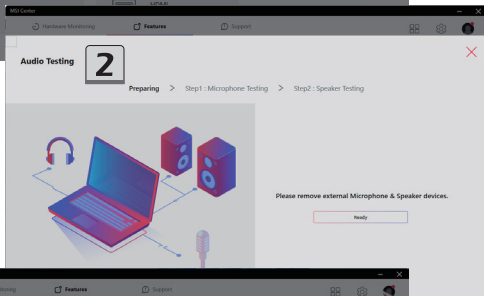 MSI Center
Hardware Monitoring Features Support
Audio Testing 2
Preparing > Step1 : Microphone Testing > Step2 : Speaker Testing
Please remove external Microphone & Speaker devices.
Ready
Features Support